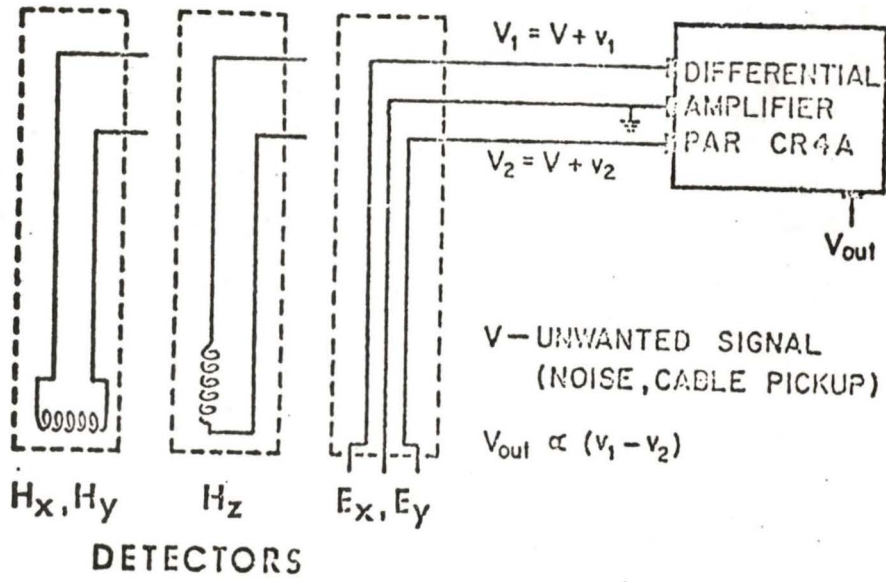 V₁ = V + v₁
DIFFERENTIAL
AMPLIFIER
PAR CR4A
V₂ = V + v₂
Vout
V — UNWANTED SIGNAL
(NOISE, CABLE PICKUP)
Vout ∝ (v₁ - v₂)
Hx, Hy
Hz
Ex, Ey
DETECTORS